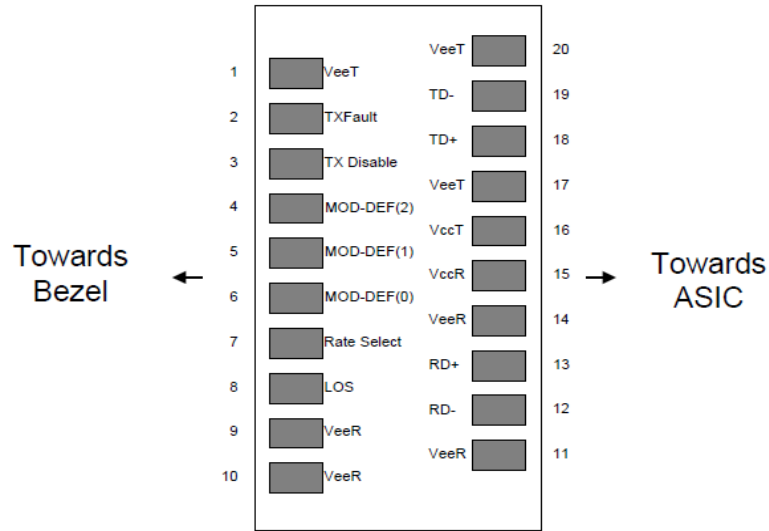 VeeT 20
1 VeeT
TD- 19
2 TXFault
TD+ 18
3 TX Disable
VeeT 17
4 MOD-DEF(2)
VccT 16
5 MOD-DEF(1)
Towards
Bezel
VccR 15
Towards
ASIC
6 MOD-DEF(0)
VeeR 14
7 Rate Select
RD+ 13
8 LOS
RD- 12
9 VeeR
VeeR 11
10 VeeR